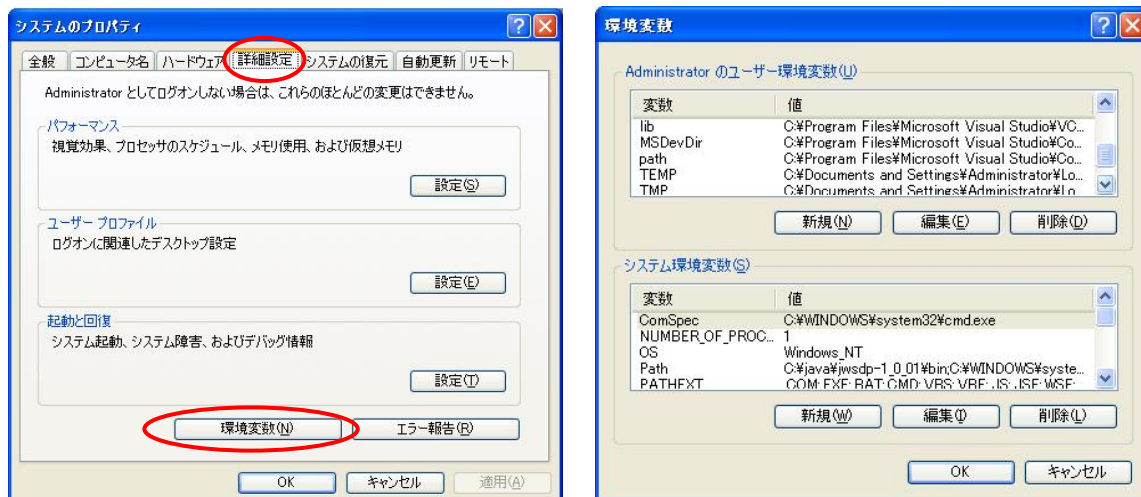 システムのプロパティ
全般 コンピュータ名 ハードウェア 詳細設定 システムの復元 自動更新 リモート
Administrator としてログオンしない場合は、これらのほとんどの変更はできません。
パフォーマンス
視覚効果、プロセッサのスケジュール、メモリ使用、および仮想メモリ
設定(S)
ユーザー プロファイル
ログオンに関連したデスクトップ設定
設定(E)
起動と回復
システム起動、システム障害、およびデバッグ情報
設定(T)
環境変数(N) エラー報告(R)
OK キャンセル 適用(A)
環境変数
Administrator のユーザー環境変数(U)
変数 値
lib C:¥Program Files¥Microsoft Visual Studio¥VC...
MSDevDir C:¥Program Files¥Microsoft Visual Studio¥Co...
path C:¥Program Files¥Microsoft Visual Studio¥Co...
TEMP C:¥Documents and Settings¥Administrator¥Lo...
TMP C:¥Documents and Settings¥Administrator¥Lo...
新規(N) 編集(E) 削除(D)
システム環境変数(S)
変数 値
ComSpec C:¥WINDOWS¥system32¥cmd.exe
NUMBER_OF_PROC... 1
OS Windows_NT
Path C:¥java¥jwsdp-1_0_01¥bin;C:¥WINDOWS¥syste...
PATHEXT .COM;.EXE;.BAT;.CMD;.VBS;.VBE;.JS;.JSE;.WSF;
新規(W) 編集(I) 削除(L)
OK キャンセル